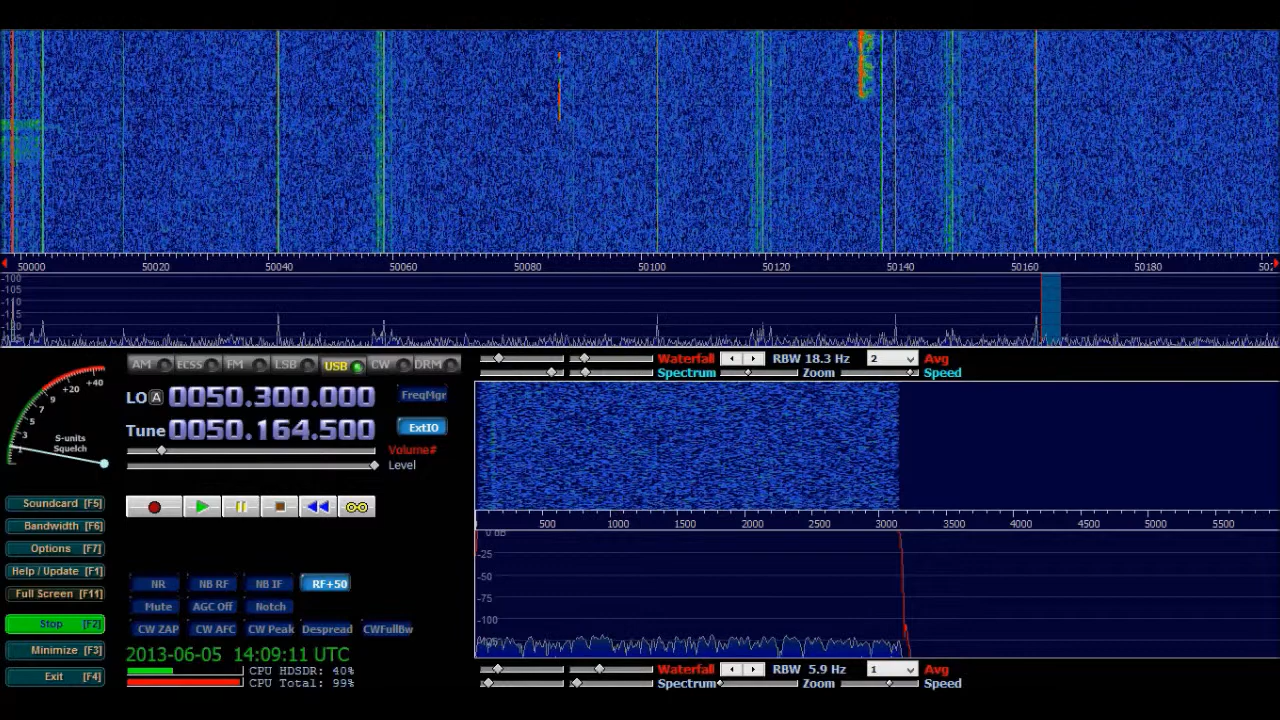 50000 50020 50040 50060 50080 50100 50120 50140 50160 50180
-100
-105
-110
-115
-120
AM ECSS FM LSB USB CW DRM
Waterfall RBW 18.3 Hz 2 Avg
Spectrum Zoom Speed
+40
+20
9
7
5
3
1
S-units
Squelch
LO A 0050.300.000 FreqMgr
Tune 0050.164.500 ExtIO
Volume#
Level
Soundcard [F5]
Bandwidth [F6]
Options [F7]
Help / Update [F1]
Full Screen [F11]
Stop [F2]
Minimize [F3]
Exit [F4]
NR NB RF NB IF RF+50
Mute AGC Off Notch
CW ZAP CW AFC CW Peak Despread CWFullBw
2013-06-05 14:09:11 UTC
CPU HDSDR: 40%
CPU Total: 99%
500 1000 1500 2000 2500 3000 3500 4000 4500 5000 5500
0 dB
-25
-50
-75
-100
-125
Waterfall RBW 5.9 Hz 1 Avg
Spectrum Zoom Speed